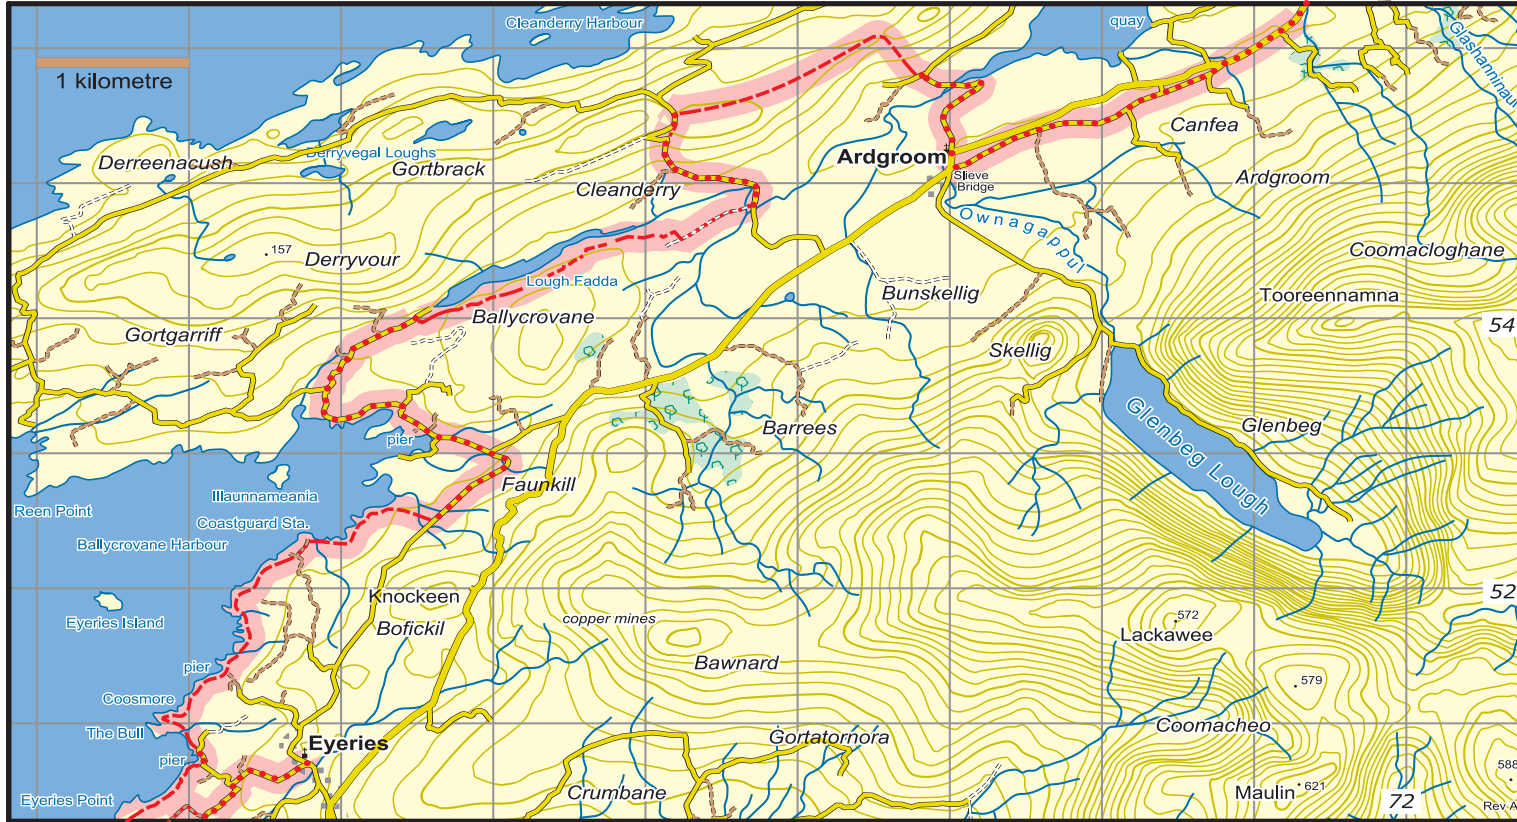 Cleanderry Harbour
quay
Glashanninaun
1 kilometre
Canfea
Derryvegal Loughs
Derreenacush
Gortbrack
Ardgroom
Slieve
Bridge
Ardgroom
Cleanderry
Ownagappul
157
Derryvour
Coomacloghane
Lough Fadda
Bunskellig
Tooreennamna
Ballycrovane
54
Gortgarriff
Skellig
Glenbeg Lough
Barrees
Glenbeg
pier
Faunkill
Illaunnameania
Reen Point
Coastguard Sta.
Ballycrovane Harbour
52
Knockeen
Eyeries Island
Bofickil
copper mines
572
Lackawee
Bawnard
pier
579
Coosmore
The Bull
Coomacheo
Eyeries
Gortatornora
pier
588
Crumbane
Maulin
621
72
Eyeries Point
Rev A